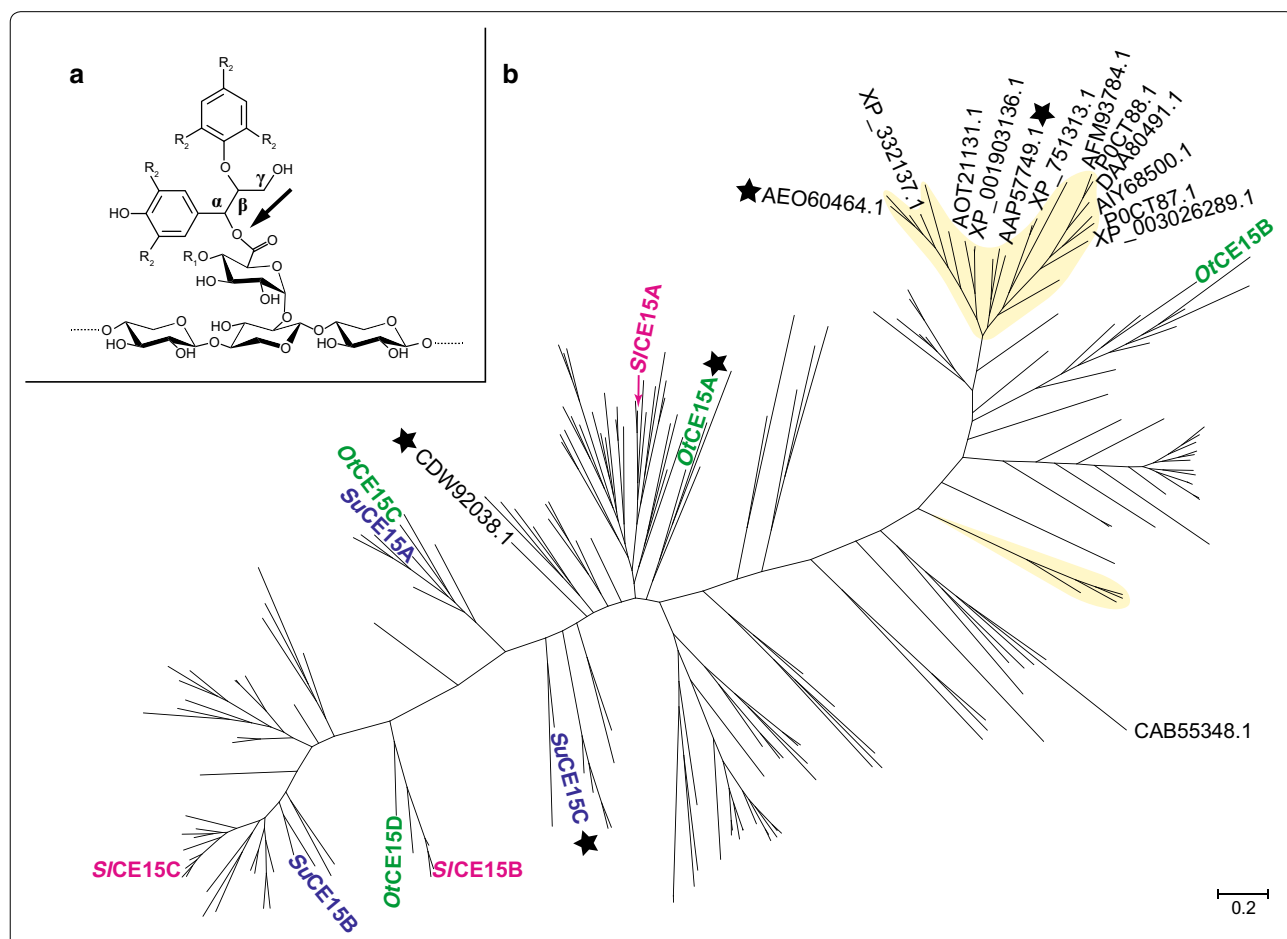 a
b
R₂
R₂
R₂
O
OH
γ
R₂
α
β
HO
O
O
R₂
R₁O
O
HO
OH
O
O
O
HO
O
O
HO
OH
O
O
O
HO
OH
O
XP_332137.1
AOT21131.1
XP_001903136.1
AAP57749.1
XP_751313.1
AFM93784.1
P0CT88.1
DAA80491.1
AIY68500.1
P0CT87.1
XP_003026289.1
AEO60464.1
OtCE15B
SlCE15A
OtCE15A
CDW92038.1
OtCE15C
SuCE15A
CAB55348.1
SuCE15C
SlCE15C
SuCE15B
OtCE15D
SlCE15B
0.2